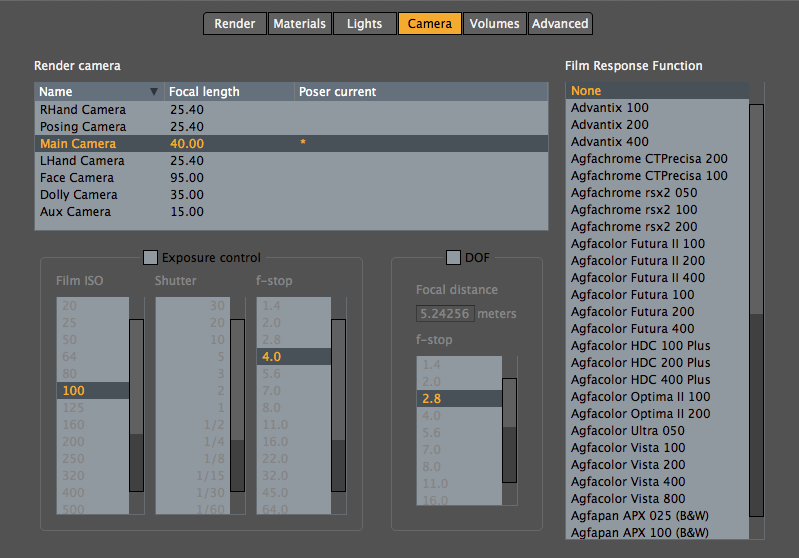 Render Materials Lights Camera Volumes Advanced
Render camera
Name Focal length Poser current
RHand Camera 25.40
Posing Camera 25.40
Main Camera 40.00 *
LHand Camera 25.40
Face Camera 95.00
Dolly Camera 35.00
Aux Camera 15.00
Exposure control
Film ISO Shutter f-stop
20 30 1.4
25 20 2.0
50 10 2.8
64 5 4.0
80 3 5.6
100 2 7.0
125 1 8.0
160 1/2 11.0
200 1/4 16.0
250 1/8 22.0
320 1/15 32.0
400 1/30 45.0
500 1/60 64.0
DOF
Focal distance
5.24256 meters
f-stop
1.4
2.0
2.8
4.0
5.6
7.0
8.0
11.0
16.0
Film Response Function
None
Advantix 100
Advantix 200
Advantix 400
Agfachrome CTPrecisa 200
Agfachrome CTPrecisa 100
Agfachrome rsx2 050
Agfachrome rsx2 100
Agfachrome rsx2 200
Agfacolor Futura II 100
Agfacolor Futura II 200
Agfacolor Futura II 400
Agfacolor Futura 100
Agfacolor Futura 200
Agfacolor Futura 400
Agfacolor HDC 100 Plus
Agfacolor HDC 200 Plus
Agfacolor HDC 400 Plus
Agfacolor Optima II 100
Agfacolor Optima II 200
Agfacolor Ultra 050
Agfacolor Vista 100
Agfacolor Vista 200
Agfacolor Vista 400
Agfacolor Vista 800
Agfapan APX 025 (B&W)
Agfapan APX 100 (B&W)